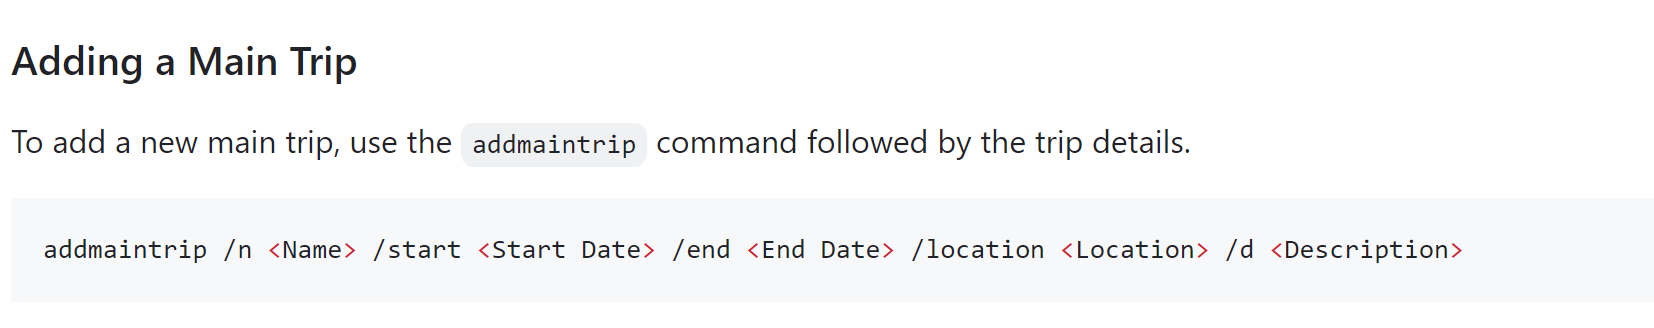 Adding a Main Trip
To add a new main trip, use the addmaintrip command followed by the trip details.
addmaintrip /n <Name> /start <Start Date> /end <End Date> /location <Location> /d <Description>